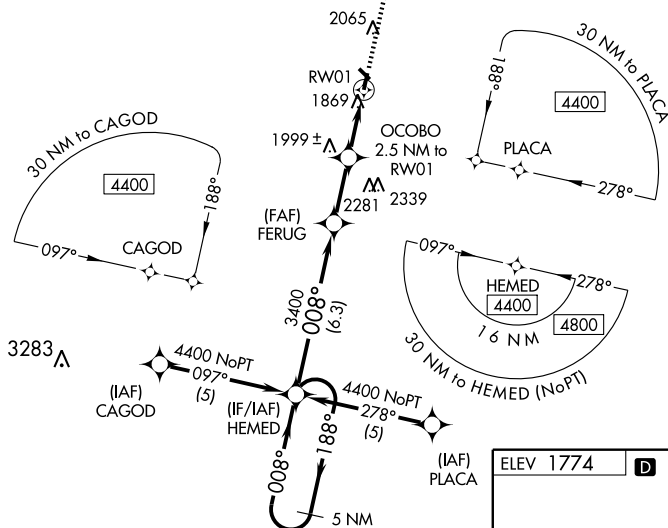 2065
RW01
1869
OCOBO
2.5 NM to
RW01
1999 ±
2281
2339
(FAF)
FERUG
30 NM to CAGOD
4400
188°
097°
CAGOD
30 NM to PLACA
188°
4400
PLACA
278°
097°
278°
HEMED
4400
16 NM
4800
30 NM to HEMED (NoPT)
3400
008°
(6.3)
3283
4400 NoPT
097°
(5)
(IAF)
CAGOD
(IF/IAF)
HEMED
4400 NoPT
278°
(5)
(IAF)
PLACA
008°
188°
5 NM
ELEV 1774
D